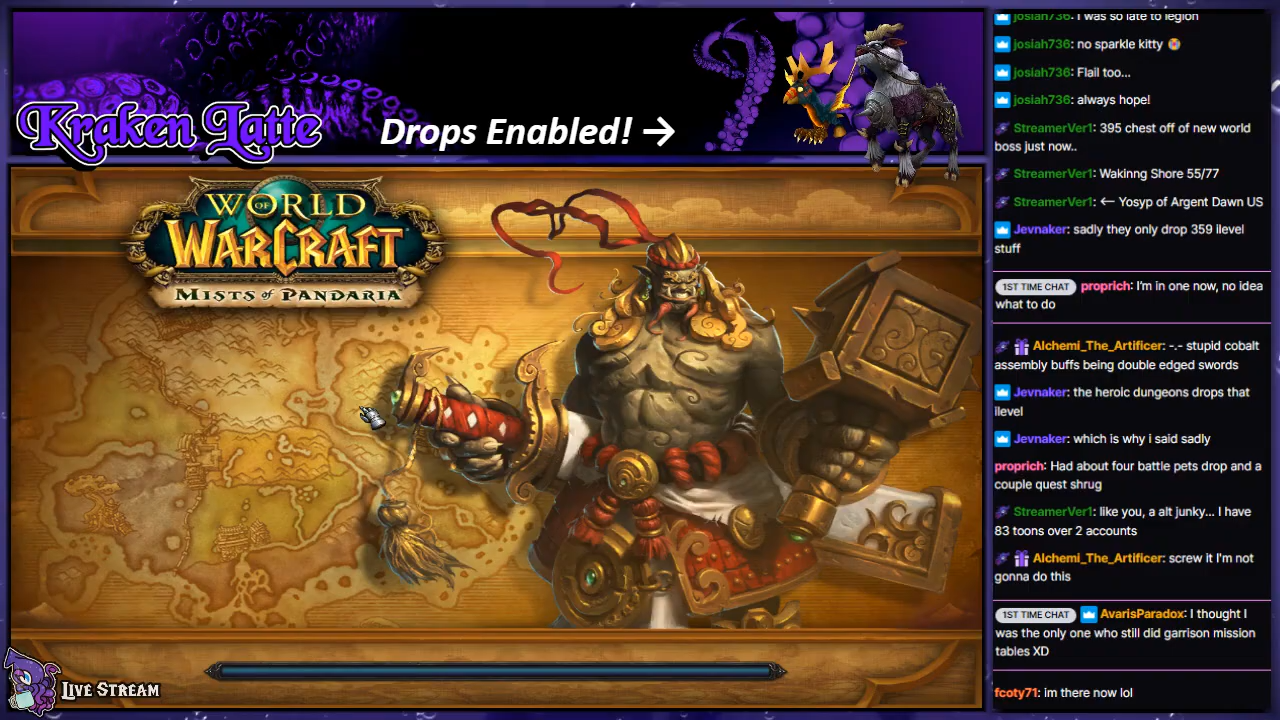 Kraken Latte
Drops Enabled! →
WORLD
OF
WARCRAFT
MISTS OF PANDARIA
LIVE STREAM
josiah736: I was so late to legion
josiah736: no sparkle kitty
josiah736: Flail too...
josiah736: always hope!
StreamerVer1: 395 chest off of new world
boss just now..
StreamerVer1: Wakinng Shore 55/77
StreamerVer1: <— Yosyp of Argent Dawn US
Jevnaker: sadly they only drop 359 ilevel
stuff
1ST TIME CHAT proprich: I'm in one now, no idea
what to do
Alchemi_The_Artificer: -.- stupid cobalt
assembly buffs being double edged swords
Jevnaker: the heroic dungeons drops that
ilevel
Jevnaker: which is why i said sadly
proprich: Had about four battle pets drop and a
couple quest shrug
StreamerVer1: like you, a alt junky... I have
83 toons over 2 accounts
Alchemi_The_Artificer: screw it I'm not
gonna do this
1ST TIME CHAT AvarisParadox: I thought I
was the only one who still did garrison mission
tables XD
fcoty71: im there now lol